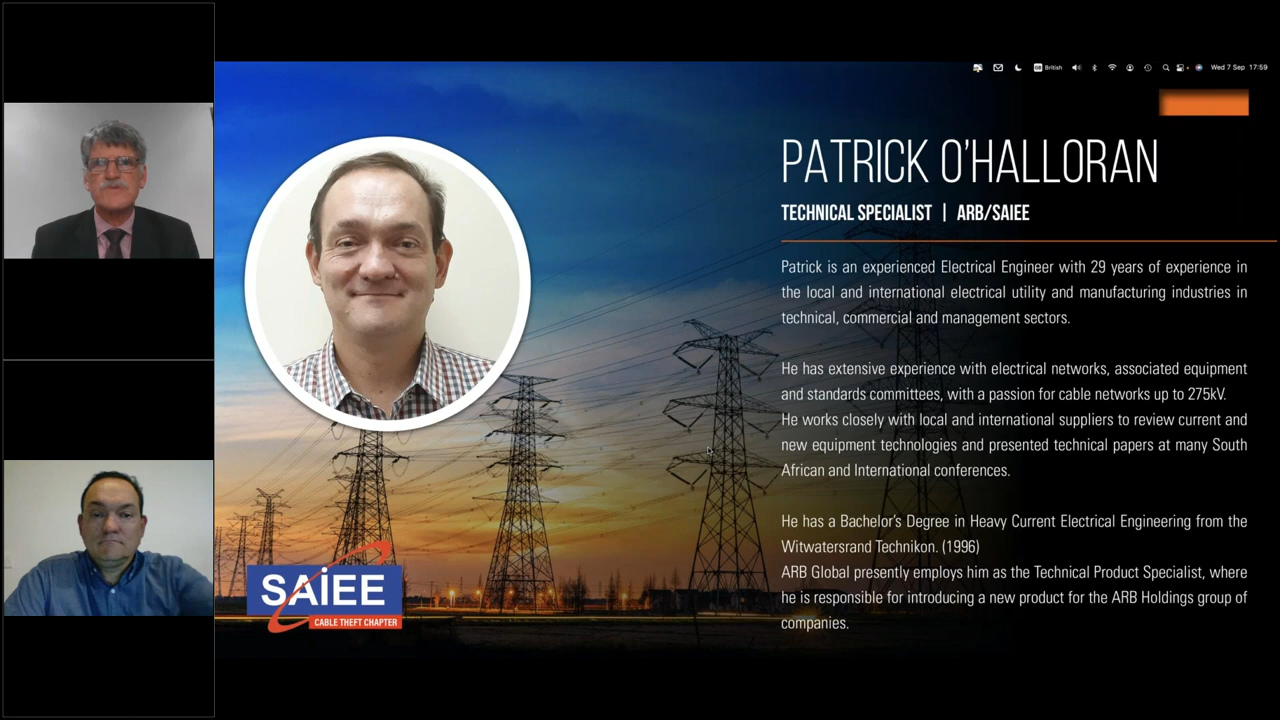 British
Wed 7 Sep 17:59
PATRICK O'HALLORAN
TECHNICAL SPECIALIST | ARB/SAIEE
Patrick is an experienced Electrical Engineer with 29 years of experience in
the local and international electrical utility and manufacturing industries in
technical, commercial and management sectors.
He has extensive experience with electrical networks, associated equipment
and standards committees, with a passion for cable networks up to 275kV.
He works closely with local and international suppliers to review current and
new equipment technologies and presented technical papers at many South
African and International conferences.
He has a Bachelor's Degree in Heavy Current Electrical Engineering from the
Witwatersrand Technikon. (1996)
ARB Global presently employs him as the Technical Product Specialist, where
he is responsible for introducing a new product for the ARB Holdings group of
companies.
SAiEE
CABLE THEFT CHAPTER